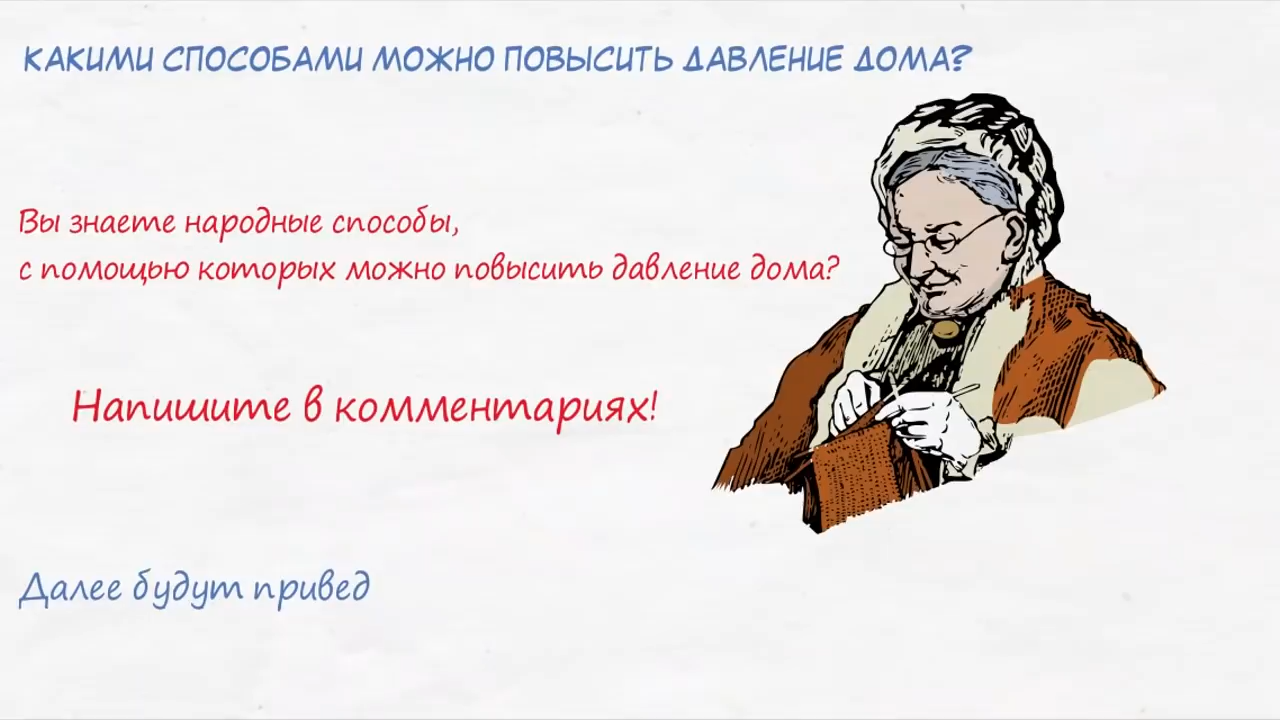 КАКИМИ СПОСОБАМИ МОЖНО ПОВЫСИТЬ ДАВЛЕНИЕ ДОМА?
Вы знаете народные способы,
с помощью которых можно повысить давление дома?
Напишите в комментариях!
Далее будут привед